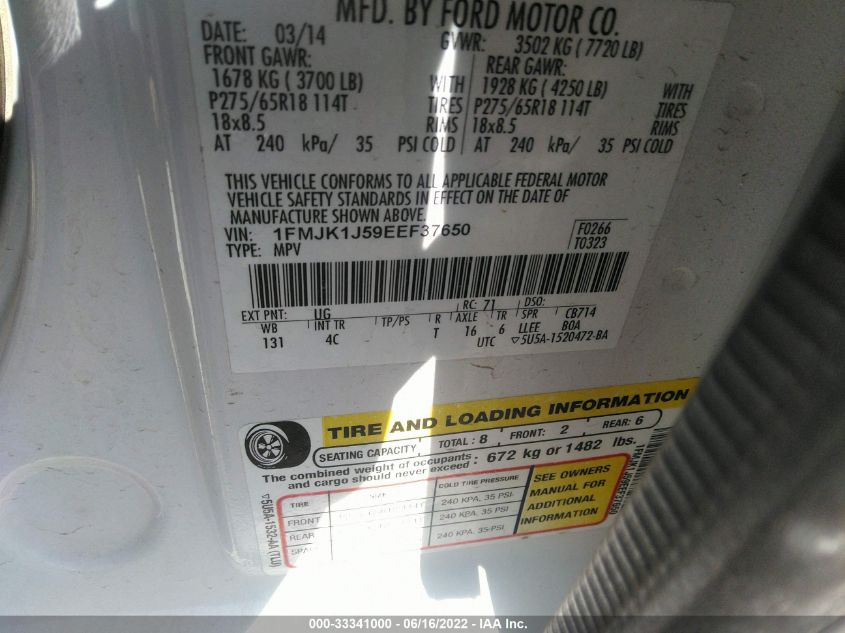 MFD. BY FORD MOTOR CO.
DATE: 03/14 GVWR: 3502 KG (7720 LB)
FRONT GAWR: REAR GAWR:
1678 KG (3700 LB) WITH 1928 KG (4250 LB) WITH
P275/65R18 114T TIRES P275/65R18 114T TIRES
18x8.5 RIMS 18x8.5 RIMS
AT 240 kPa/ 35 PSI COLD AT 240 kPa/ 35 PSI COLD
THIS VEHICLE CONFORMS TO ALL APPLICABLE FEDERAL MOTOR
VEHICLE SAFETY STANDARDS IN EFFECT ON THE DATE OF
MANUFACTURE SHOWN ABOVE.
VIN: 1FMJK1J59EEF37650 F0266
TYPE: MPV T0323
EXT PNT: UG RC: 71 DSO:
WB INT TR TP/PS R AXLE TR SPR CB714
131 4C T 16 6 LLEE BOA
UTC ▽5U5A-1520472-BA
TIRE AND LOADING INFORMATION
SEATING CAPACITY TOTAL: 8 FRONT: 2 REAR: 6
The combined weight of occupants
and cargo should never exceed 672 kg or 1482 lbs.
TIRE SIZE COLD TIRE PRESSURE
FRONT 240 KPA, 35 PSI
REAR 240 KPA, 35 PSI
240 KPA, 35 PSI
SEE OWNERS
MANUAL FOR
ADDITIONAL
INFORMATION
▽5U5A-1532-AA (TLU)
000-33341000 - 06/16/2022 - IAA Inc.